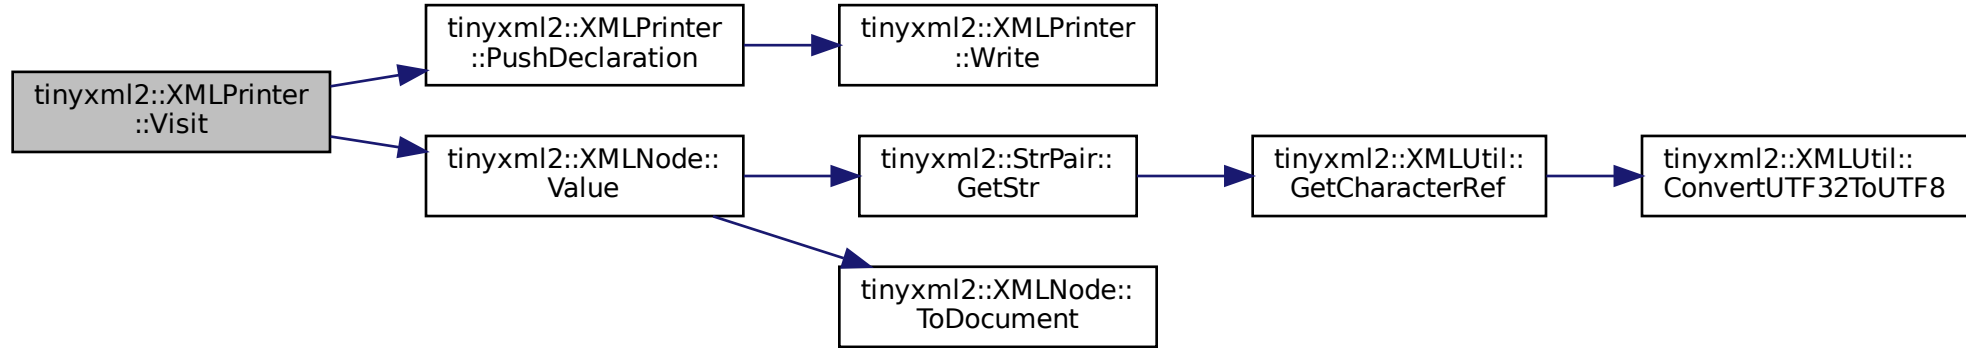 tinyxml2::XMLPrinter
::Visit
tinyxml2::XMLPrinter
::PushDeclaration
tinyxml2::XMLPrinter
::Write
tinyxml2::XMLNode::
Value
tinyxml2::StrPair::
GetStr
tinyxml2::XMLUtil::
GetCharacterRef
tinyxml2::XMLUtil::
ConvertUTF32ToUTF8
tinyxml2::XMLNode::
ToDocument